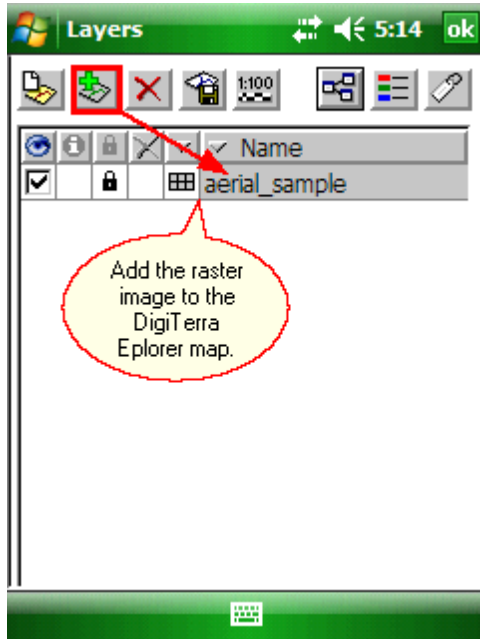 Layers 5:14 ok
1:100
Name
aerial_sample
Add the raster
image to the
DigiTerra
Eplorer map.